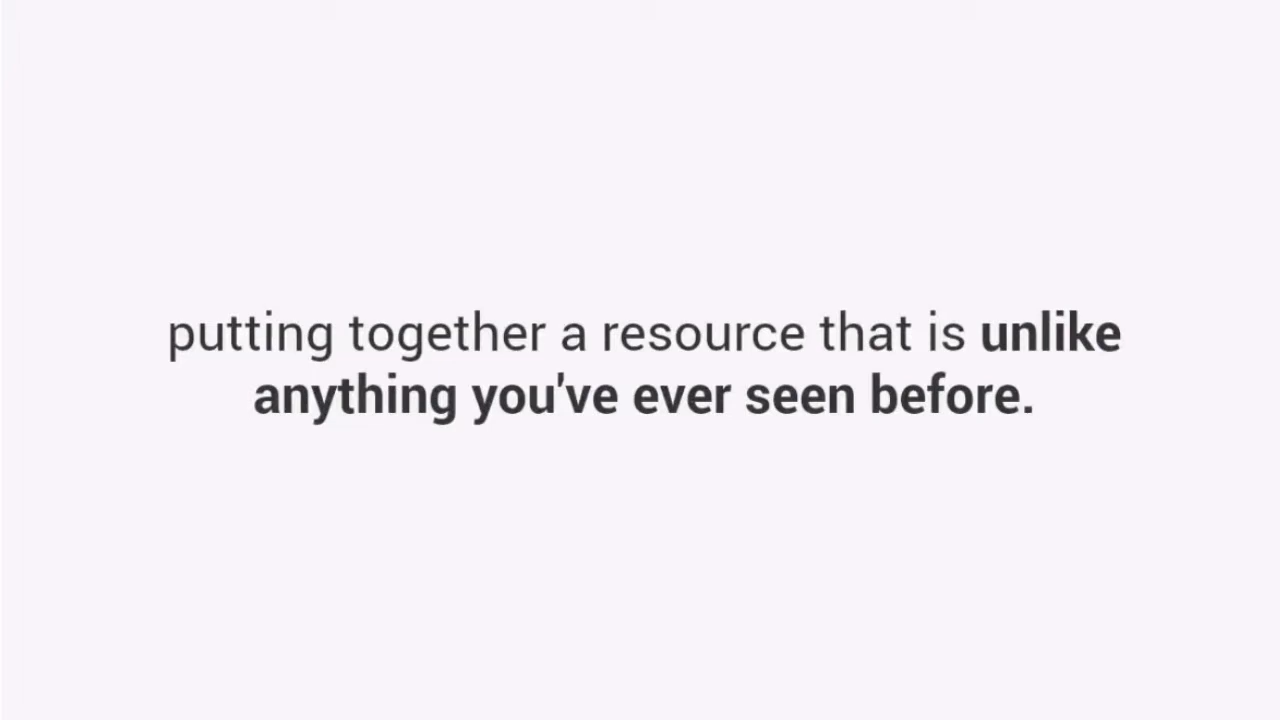 putting together a resource that is unlike
anything you've ever seen before.